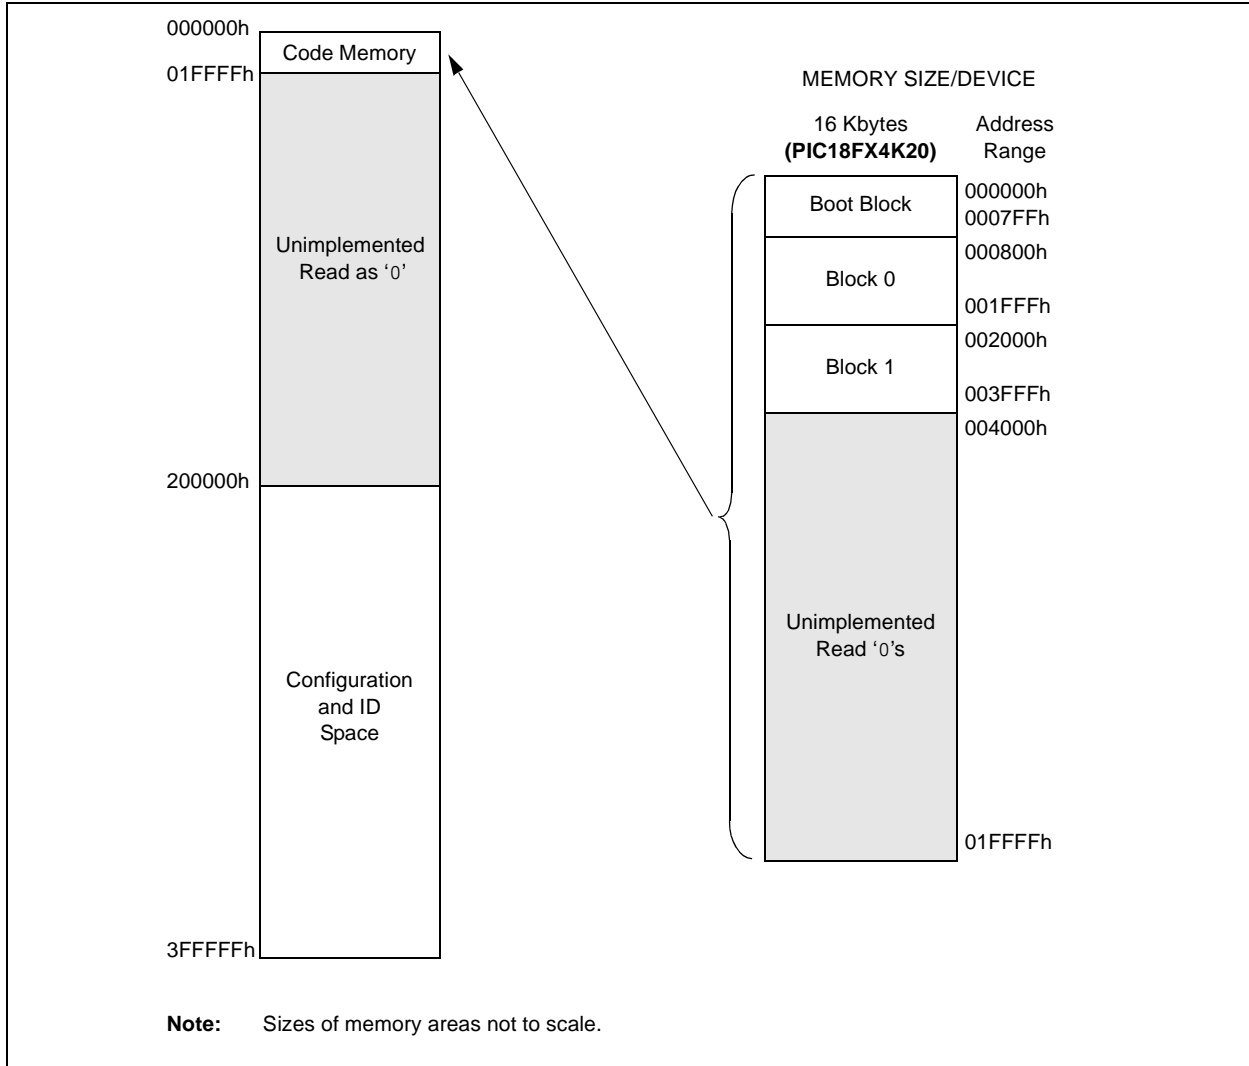 000000h
Code Memory
01FFFFh
Unimplemented
Read as ‘0’
200000h
Configuration
and ID
Space
3FFFFFh
MEMORY SIZE/DEVICE
16 Kbytes
(PIC18FX4K20)
Address
Range
Boot Block
000000h
0007FFh
Block 0
000800h
001FFFh
Block 1
002000h
003FFFh
004000h
Unimplemented
Read ‘0’s
01FFFFh
Note: Sizes of memory areas not to scale.